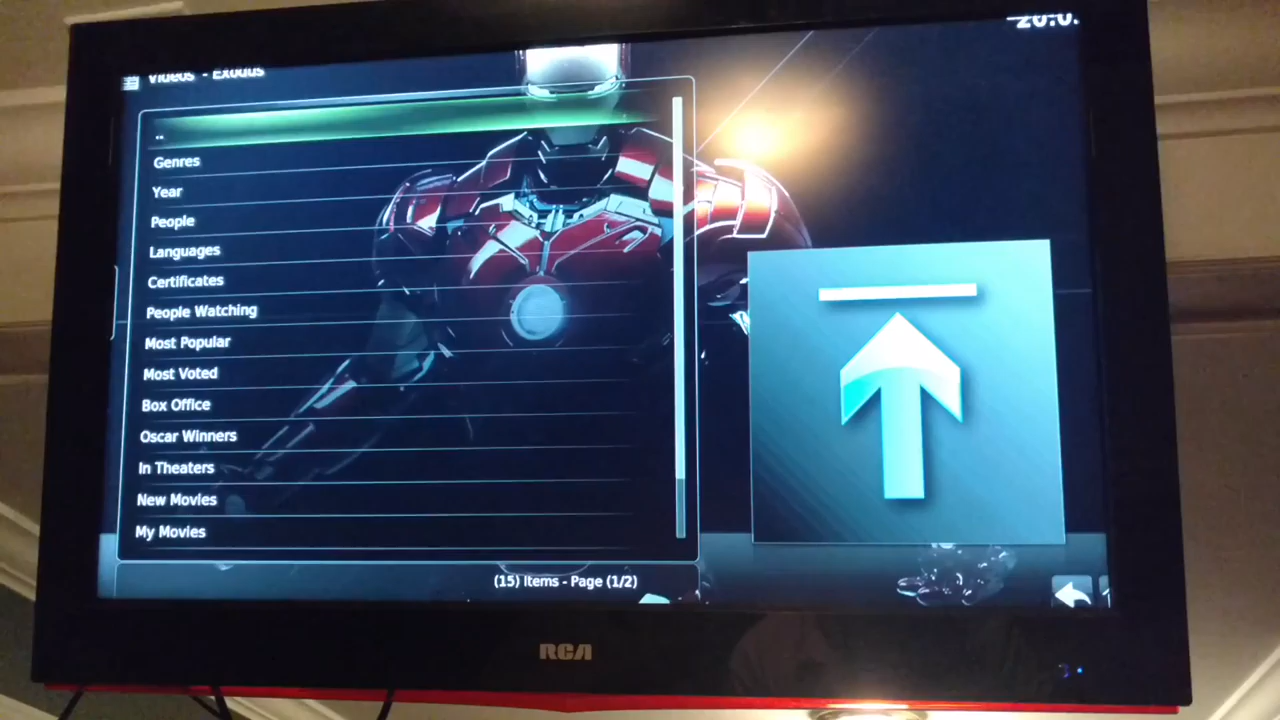 Videos - Exodus
..
Genres
Year
People
Languages
Certificates
People Watching
Most Popular
Most Voted
Box Office
Oscar Winners
In Theaters
New Movies
My Movies
(15) Items - Page (1/2)
RCA